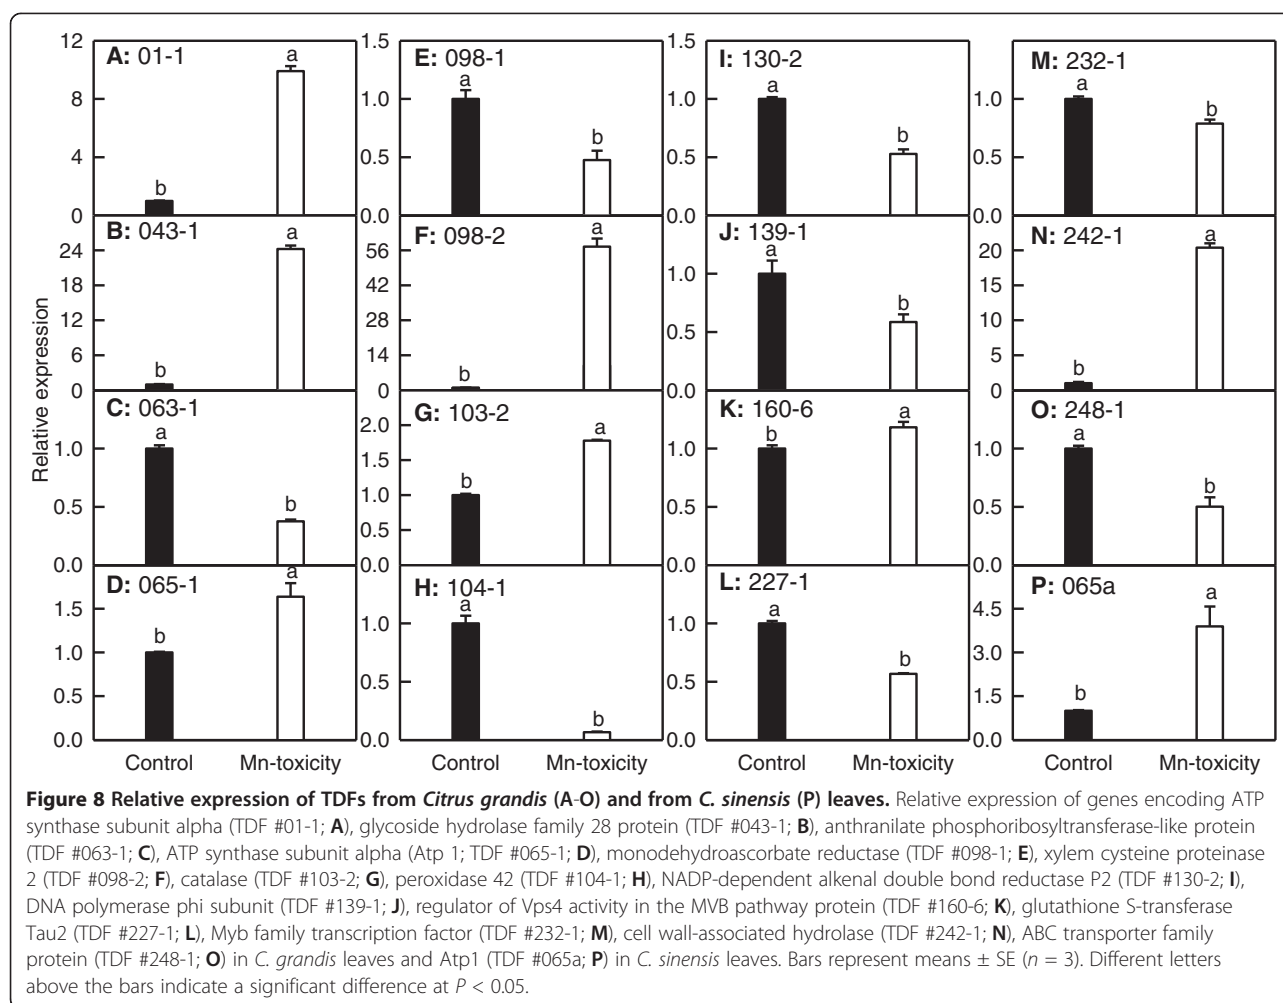 Relative expression
A: 01-1
12
8
4
0
b
a
B: 043-1
24
18
12
6
0
b
a
C: 063-1
1.0
0.5
0.0
a
b
D: 065-1
1.5
1.0
0.5
0.0
b
a
Control Mn-toxicity
E: 098-1
1.5
1.0
0.5
0.0
a
b
F: 098-2
56
42
28
14
0
b
a
G: 103-2
2.0
1.5
1.0
0.5
0.0
b
a
H: 104-1
1.0
0.5
0.0
a
b
Control Mn-toxicity
I: 130-2
1.5
1.0
0.5
0.0
a
b
J: 139-1
1.0
0.5
0.0
a
b
K: 160-6
1.0
0.5
0.0
b
a
L: 227-1
1.0
0.5
0.0
a
b
Control Mn-toxicity
M: 232-1
1.0
0.5
0.0
a
b
N: 242-1
20
15
10
5
0
b
a
O: 248-1
1.0
0.5
0.0
a
b
P: 065a
4.5
3.0
1.5
0.0
b
a
Control Mn-toxicity
Figure 8 Relative expression of TDFs from Citrus grandis (A-O) and from C. sinensis (P) leaves. Relative expression of genes encoding ATP
synthase subunit alpha (TDF #01-1; A), glycoside hydrolase family 28 protein (TDF #043-1; B), anthranilate phosphoribosyltransferase-like protein
(TDF #063-1; C), ATP synthase subunit alpha (Atp 1; TDF #065-1; D), monodehydroascorbate reductase (TDF #098-1; E), xylem cysteine proteinase
2 (TDF #098-2; F), catalase (TDF #103-2; G), peroxidase 42 (TDF #104-1; H), NADP-dependent alkenal double bond reductase P2 (TDF #130-2; I),
DNA polymerase phi subunit (TDF #139-1; J), regulator of Vps4 activity in the MVB pathway protein (TDF #160-6; K), glutathione S-transferase
Tau2 (TDF #227-1; L), Myb family transcription factor (TDF #232-1; M), cell wall-associated hydrolase (TDF #242-1; N), ABC transporter family
protein (TDF #248-1; O) in C. grandis leaves and Atp1 (TDF #065a; P) in C. sinensis leaves. Bars represent means ± SE (n = 3). Different letters
above the bars indicate a significant difference at P < 0.05.